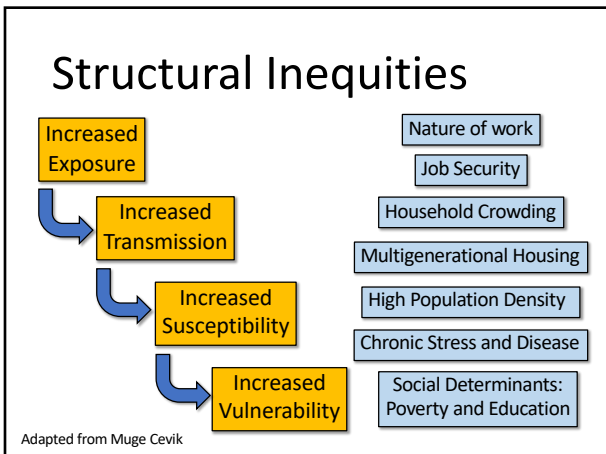 Structural Inequities
Increased
Exposure
Increased
Transmission
Increased
Susceptibility
Increased
Vulnerability
Nature of work
Job Security
Household Crowding
Multigenerational Housing
High Population Density
Chronic Stress and Disease
Social Determinants:
Poverty and Education
Adapted from Muge Cevik